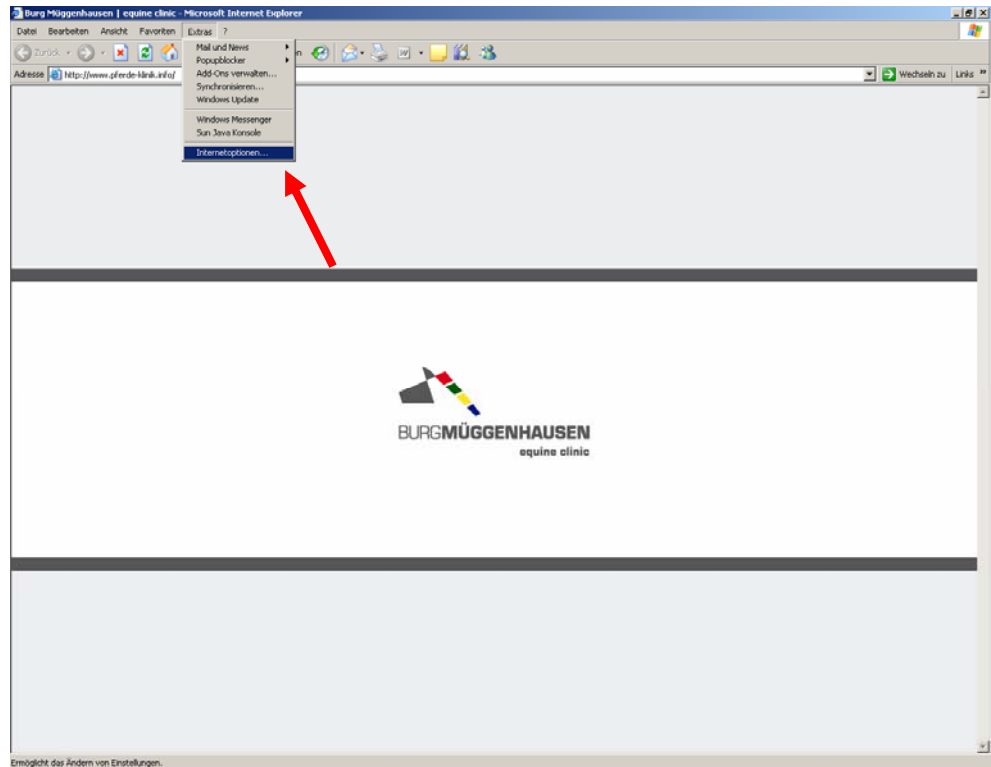 Burg Müggenhausen | equine clinic - Microsoft Internet Explorer
Datei Bearbeiten Ansicht Favoriten Extras ?
Zurück
Mail und News
Popupblocker
Add-Ons verwalten...
Synchronisieren...
Windows Update
Windows Messenger
Sun Java Konsole
Internetoptionen...
Adresse http://www.pferde-klinik.info/ Wechseln zu Links »
BURGMÜGGENHAUSEN
equine clinic
Ermöglicht das Ändern von Einstellungen.